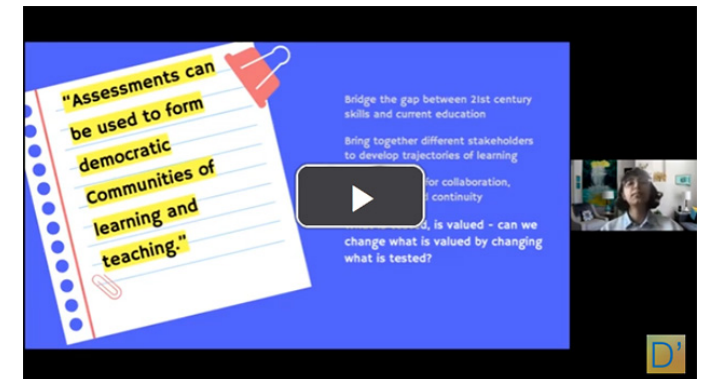 "Assessments can
be used to form
democratic
Communities of
learning and
teaching."
Bridge the gap between 21st century
skills and current education
Bring together different stakeholders
to develop trajectories of learning
For collaboration,
continuity
is valued - can we
change what is valued by changing
what is tested?
D'